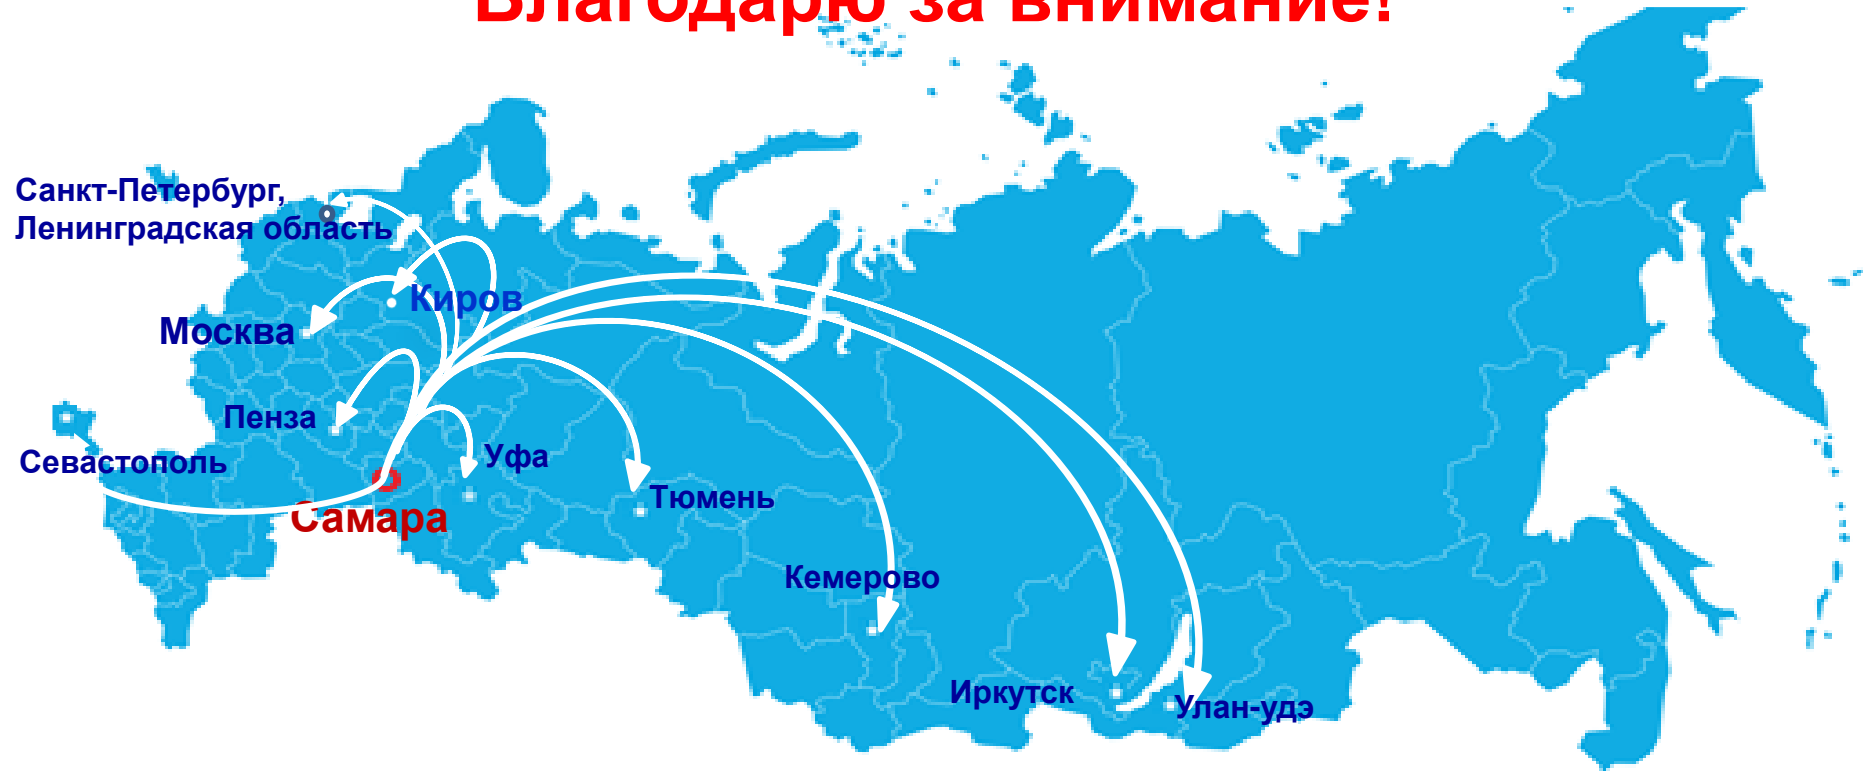 Благодарю за внимание!
Санкт-Петербург,
Ленинградская область
Киров
Москва
Пенза
Севастополь
Уфа
Самара
Тюмень
Кемерово
Иркутск
Улан-удэ